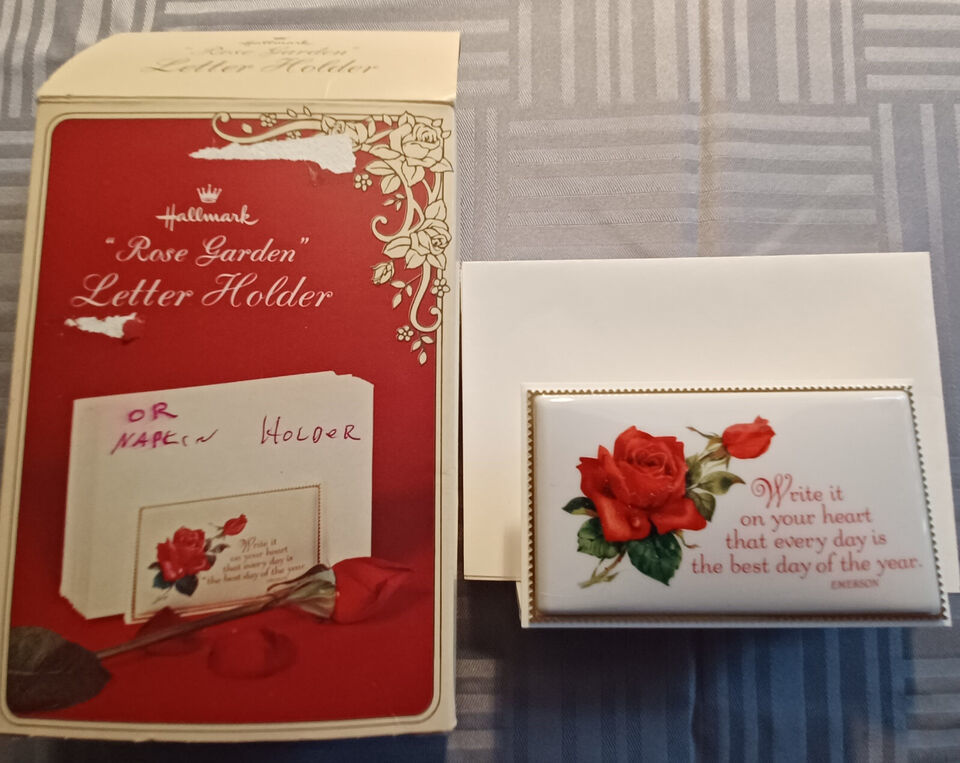 Hallmark
"Rose Garden"
Letter Holder
Hallmark
"Rose Garden"
Letter Holder
OR
NAPKIN HOLDER
Write it
on your heart
that every day is
the best day of the year.
Write it
on your heart
that every day is
the best day of the year.
EMERSON